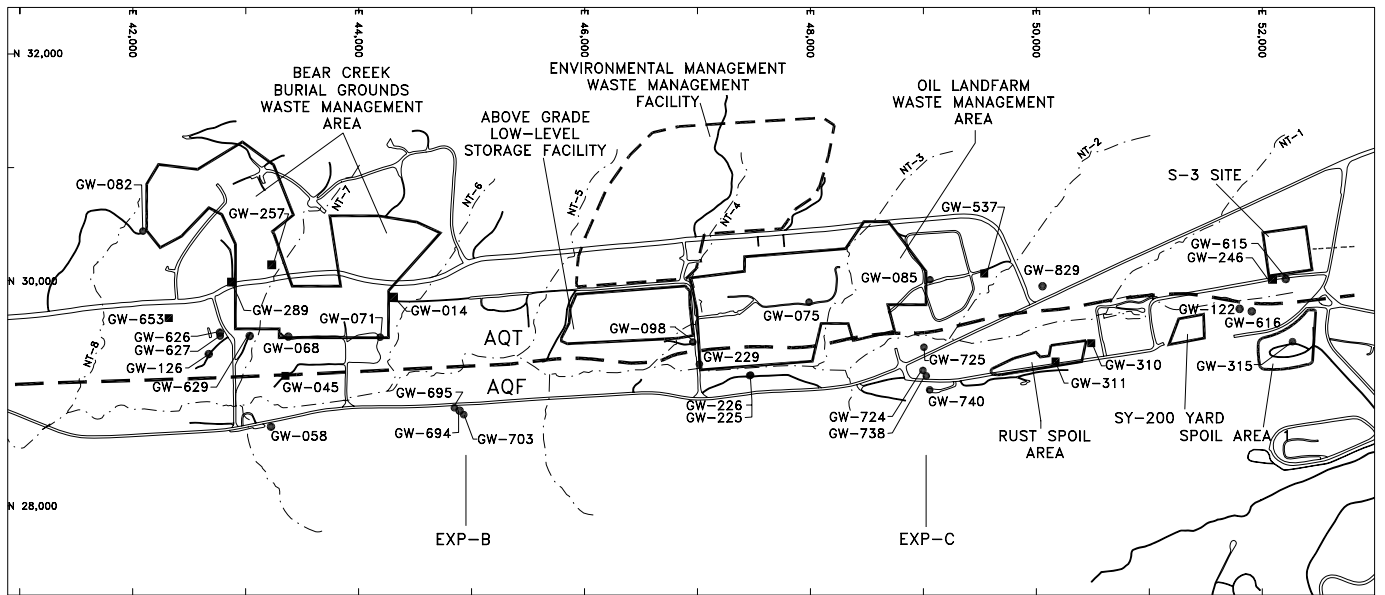 E 42,000
E 44,000
E 46,000
E 48,000
E 50,000
E 52,000
N 32,000
BEAR CREEK
BURIAL GROUNDS
WASTE MANAGEMENT
AREA
ABOVE GRADE
LOW-LEVEL
STORAGE FACILITY
ENVIRONMENTAL MANAGEMENT
WASTE MANAGEMENT
FACILITY
OIL LANDFARM
WASTE MANAGEMENT
AREA
NT-1
NT-2
NT-3
NT-4
NT-5
NT-6
NT-7
S-3 SITE
GW-082
GW-257
GW-537
GW-615
GW-246
N 30,000
GW-289
GW-014
GW-085
GW-829
GW-653
GW-626
GW-627
GW-126
GW-629
GW-071
GW-068
GW-045
AQT
AQF
GW-098
GW-075
GW-229
GW-725
GW-122
GW-616
GW-310
GW-311
GW-315
NT-8
GW-695
GW-694
GW-703
GW-058
GW-226
GW-225
GW-724
GW-738
GW-740
RUST SPOIL
AREA
SY-200 YARD
SPOIL AREA 1
N 28,000
EXP-B
EXP-C